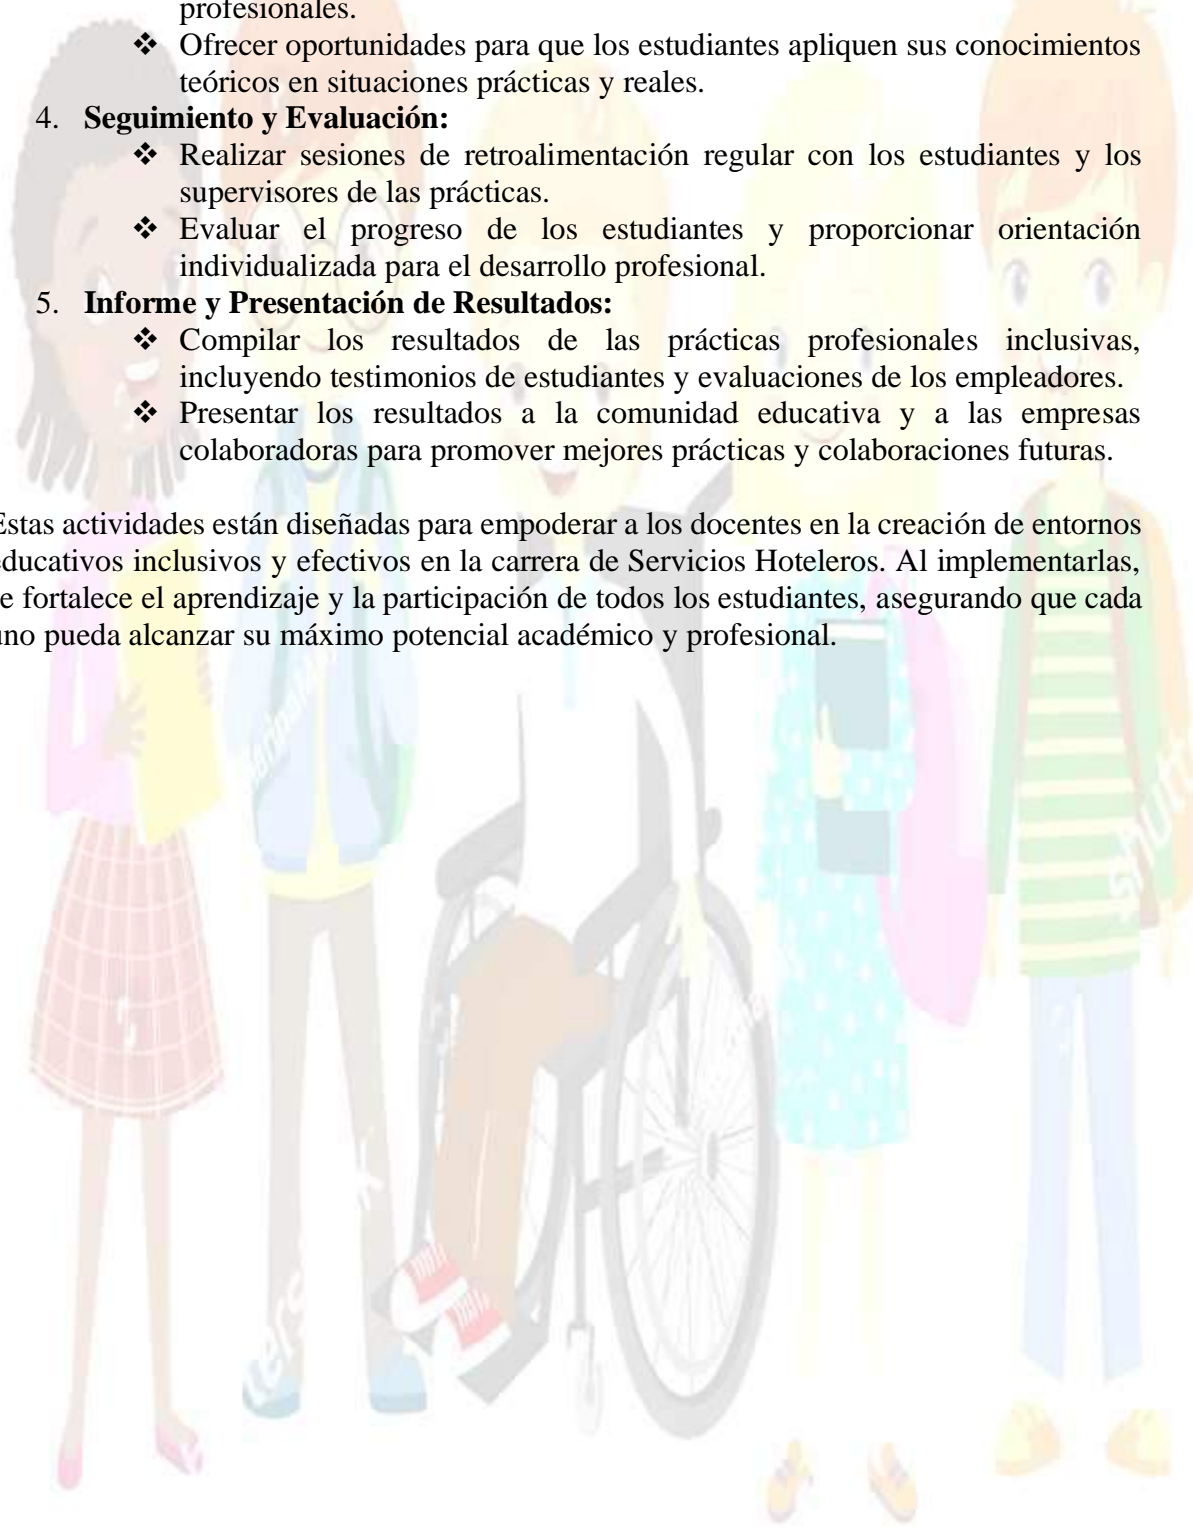 profesionales.
❖ Ofrecer oportunidades para que los estudiantes apliquen sus conocimientos
teóricos en situaciones prácticas y reales.
4. Seguimiento y Evaluación:
❖ Realizar sesiones de retroalimentación regular con los estudiantes y los
supervisores de las prácticas.
❖ Evaluar el progreso de los estudiantes y proporcionar orientación
individualizada para el desarrollo profesional.
5. Informe y Presentación de Resultados:
❖ Compilar los resultados de las prácticas profesionales inclusivas,
incluyendo testimonios de estudiantes y evaluaciones de los empleadores.
❖ Presentar los resultados a la comunidad educativa y a las empresas
colaboradoras para promover mejores prácticas y colaboraciones futuras.
Estas actividades están diseñadas para empoderar a los docentes en la creación de entornos
educativos inclusivos y efectivos en la carrera de Servicios Hoteleros. Al implementarlas,
se fortalece el aprendizaje y la participación de todos los estudiantes, asegurando que cada
uno pueda alcanzar su máximo potencial académico y profesional.